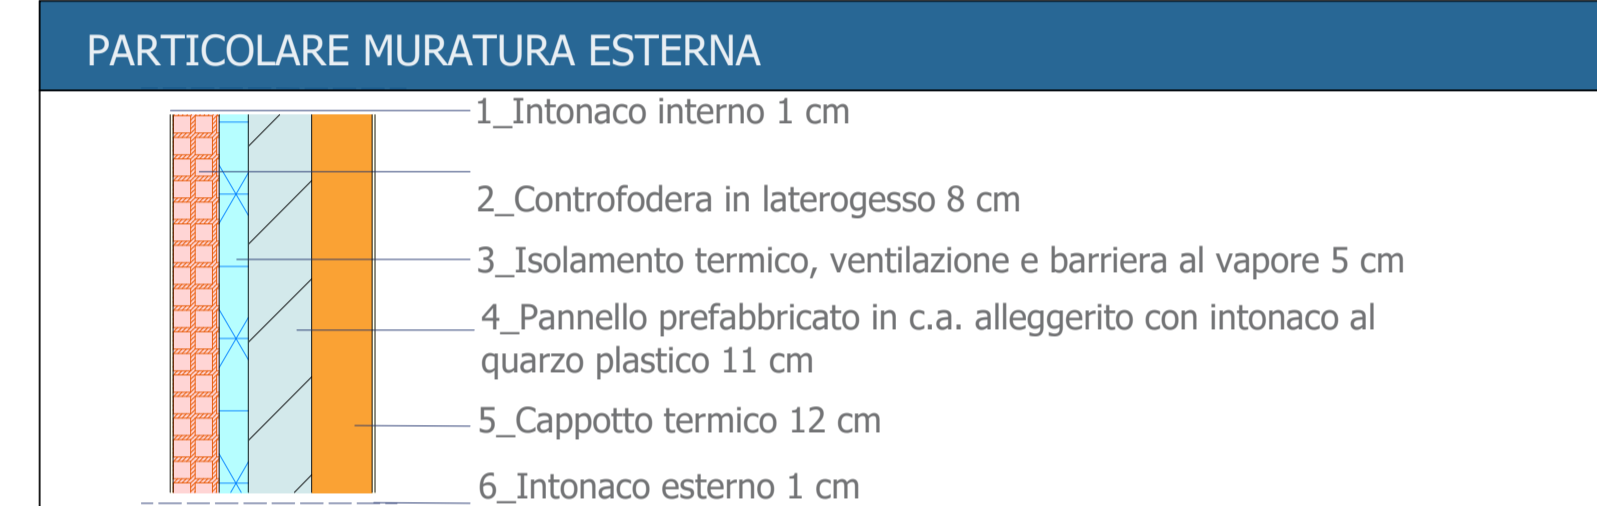 PARTICOLARE MURATURA ESTERNA
1_Intonaco interno 1 cm
2_Controfodera in laterogesso 8 cm
3_Isolamento termico, ventilazione e barriera al vapore 5 cm
4_Pannello prefabbricato in c.a. alleggerito con intonaco al
quarzo plastico 11 cm
5_Cappotto termico 12 cm
6_Intonaco esterno 1 cm